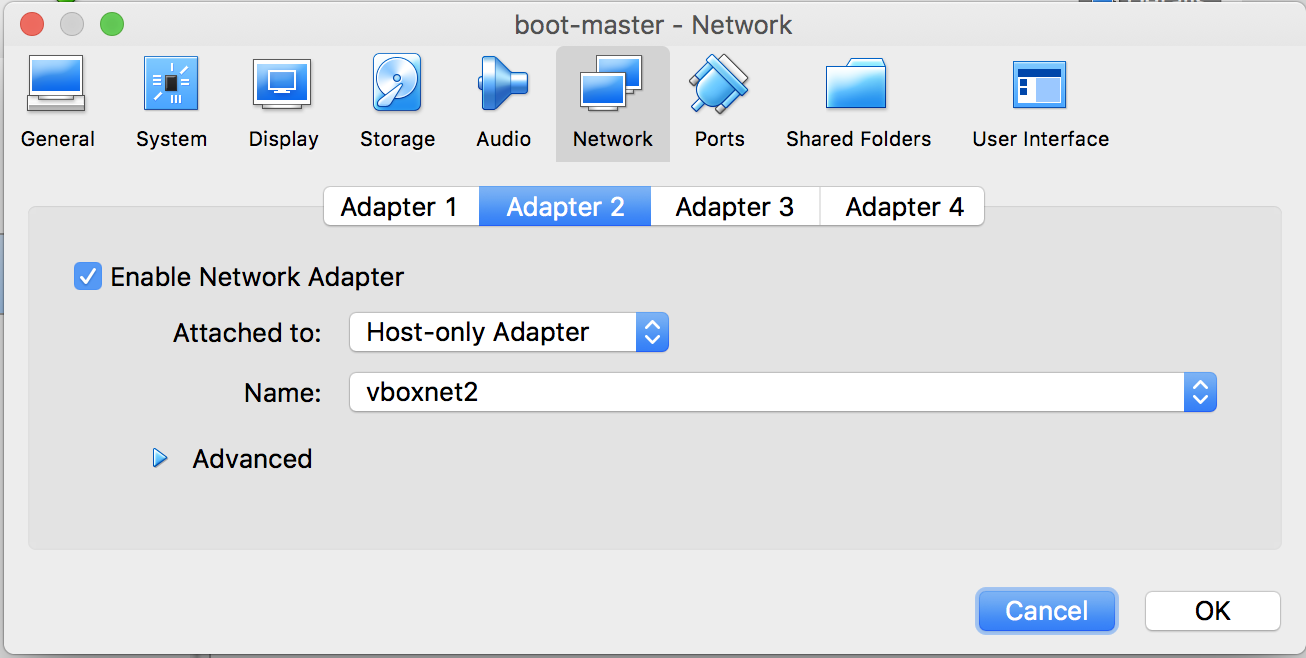 boot-master - Network
General System Display Storage Audio Network Ports Shared Folders User Interface
Adapter 1 Adapter 2 Adapter 3 Adapter 4
Enable Network Adapter
Attached to: Host-only Adapter
Name: vboxnet2
Advanced
Cancel OK